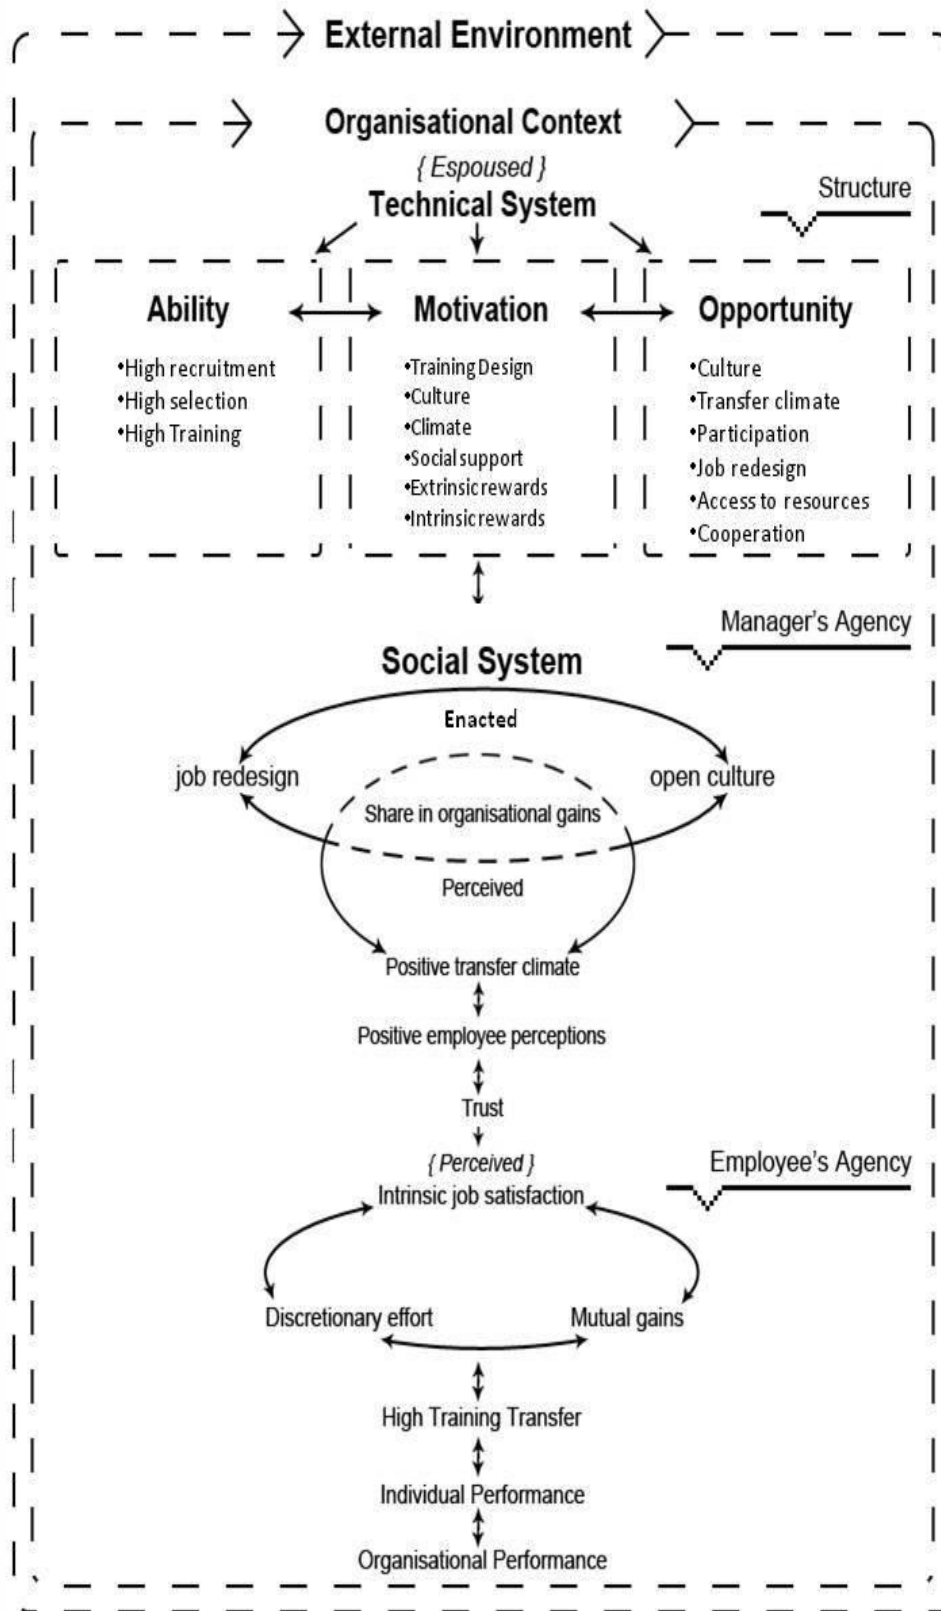 External Environment
Organisational Context
{ Espoused }
Technical System
Structure
Ability
Motivation
Opportunity
•High recruitment
•High selection
•High Training
•Training Design
•Culture
•Climate
•Social support
•Extrinsic rewards
•Intrinsic rewards
•Culture
•Transfer climate
•Participation
•Job redesign
•Access to resources
•Cooperation
Manager's Agency
Social System
Enacted
job redesign
open culture
Share in organisational gains
Perceived
Positive transfer climate
Positive employee perceptions
Trust
{ Perceived }
Employee's Agency
Intrinsic job satisfaction
Discretionary effort
Mutual gains
High Training Transfer
Individual Performance
Organisational Performance